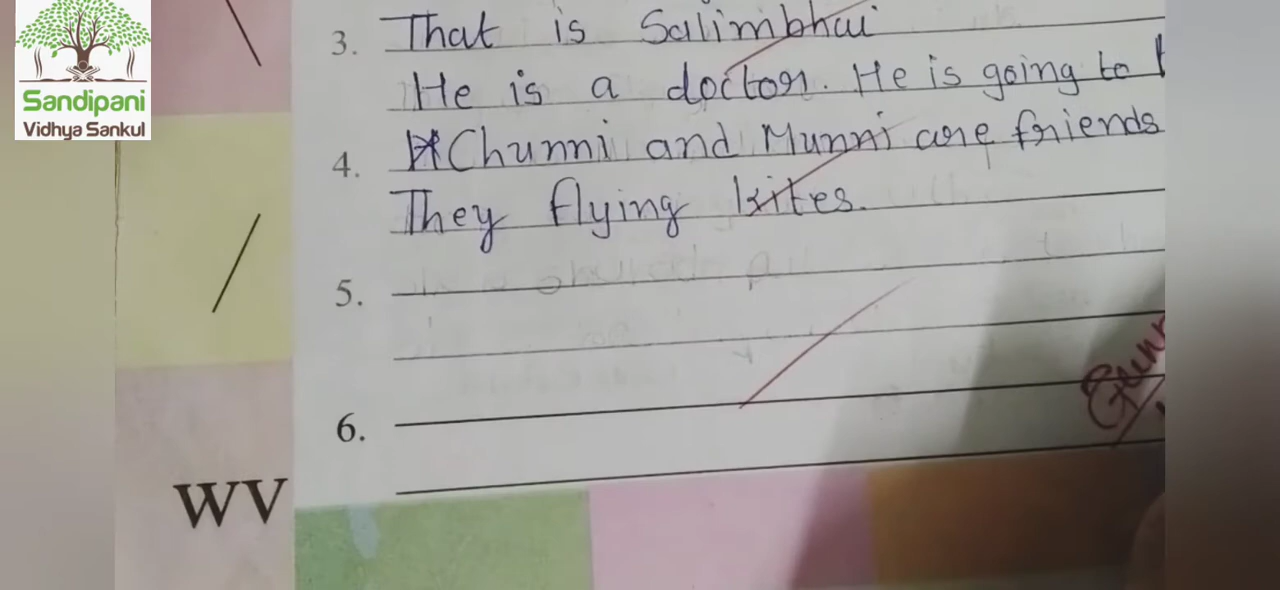 Sandipani
Vidhya Sankul
3. That is Salimbhai
He is a doctor. He is going to
4. Chunni and Munni are friends
They flying kites.
5.
6.
WV